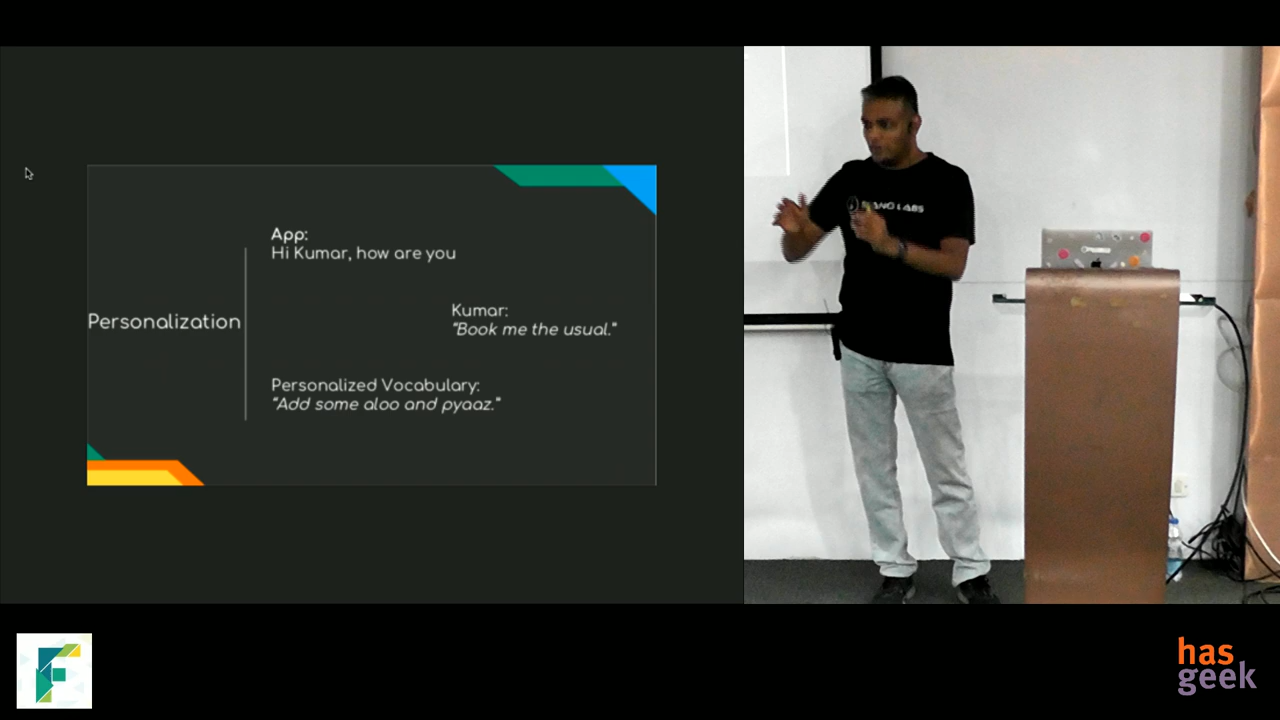 Personalization
App:
Hi Kumar, how are you
Kumar:
“Book me the usual.”
Personalized Vocabulary:
“Add some aloo and pyaaz.”
LABS
has
geek